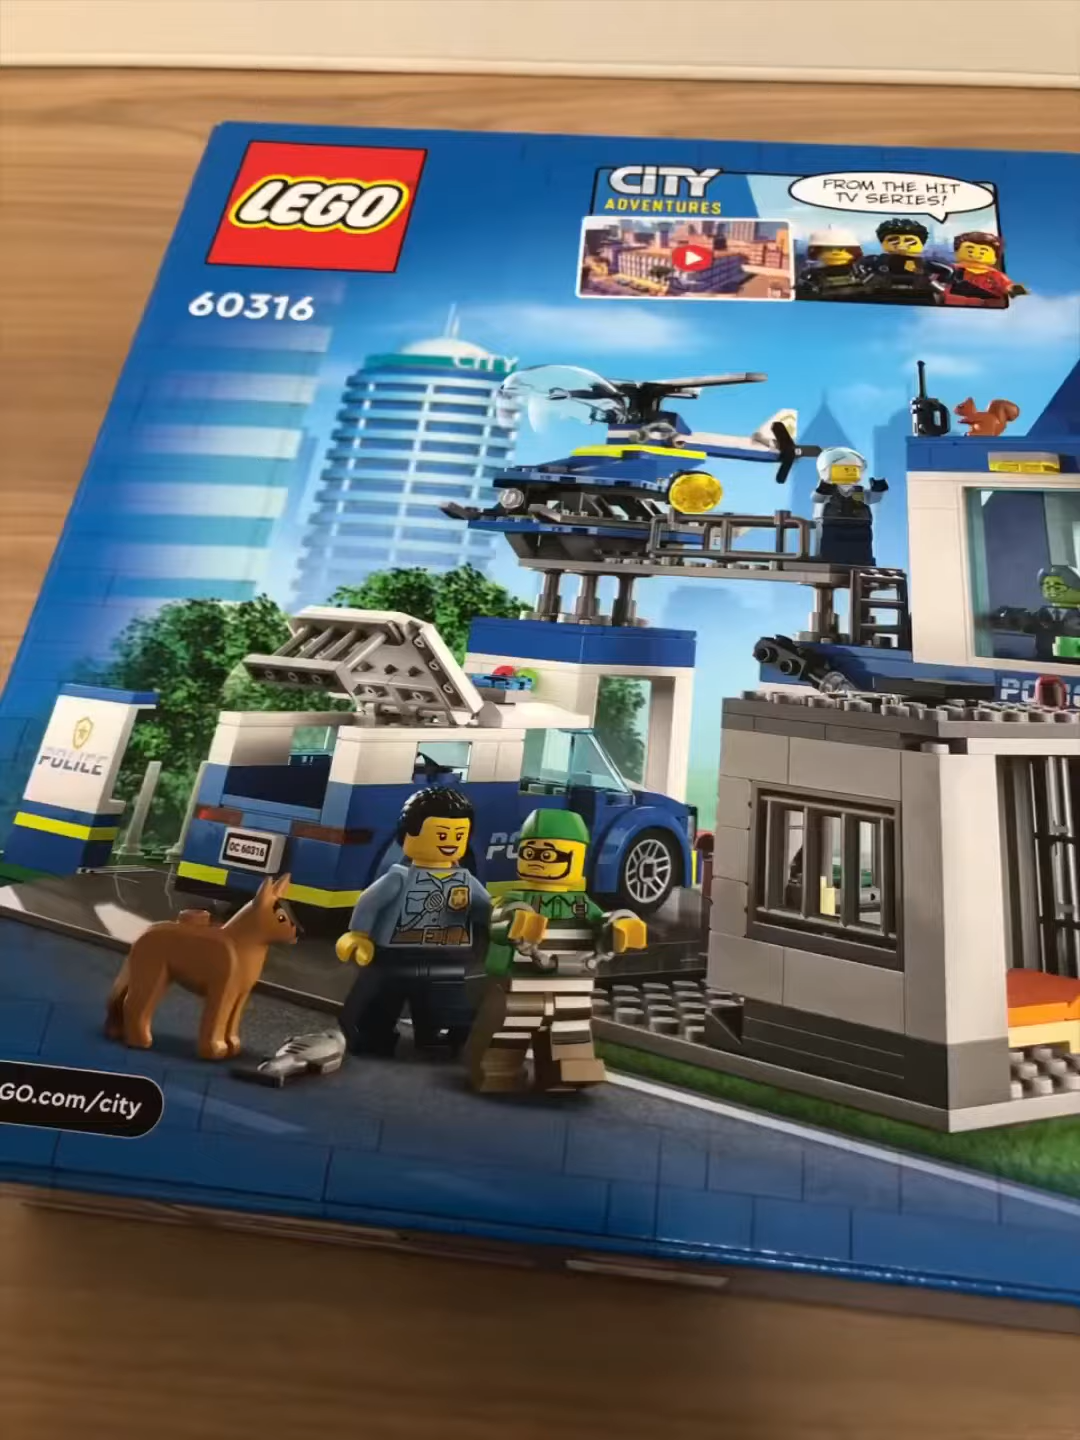 LEGO
CITY
ADVENTURES
FROM THE HIT
TV SERIES!
60316
CITY
POLICE
OC 60316
GO.com/city